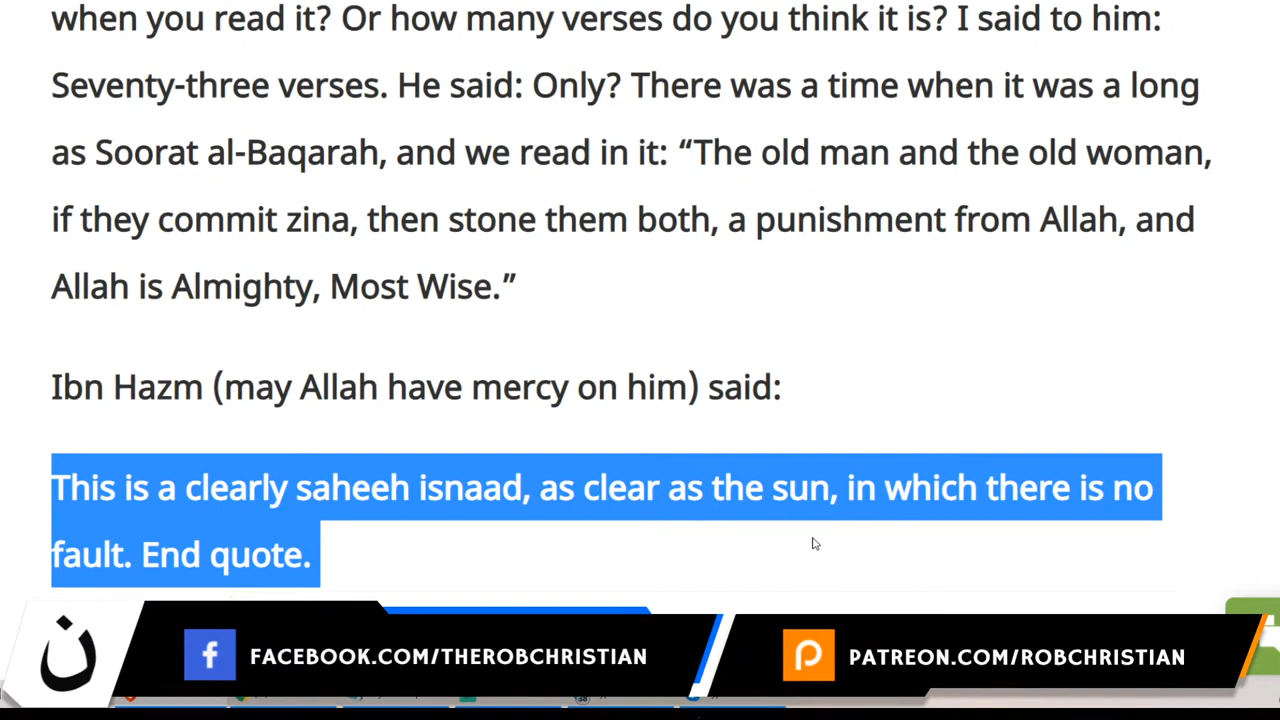 when you read it? Or how many verses do you think it is? I said to him:
Seventy-three verses. He said: Only? There was a time when it was a long
as Soorat al-Baqarah, and we read in it: “The old man and the old woman,
if they commit zina, then stone them both, a punishment from Allah, and
Allah is Almighty, Most Wise.”
Ibn Hazm (may Allah have mercy on him) said:
This is a clearly saheeh isnaad, as clear as the sun, in which there is no
fault. End quote.
ن
f FACEBOOK.COM/THEROBCHRISTIAN
PATREON.COM/ROBCHRISTIAN